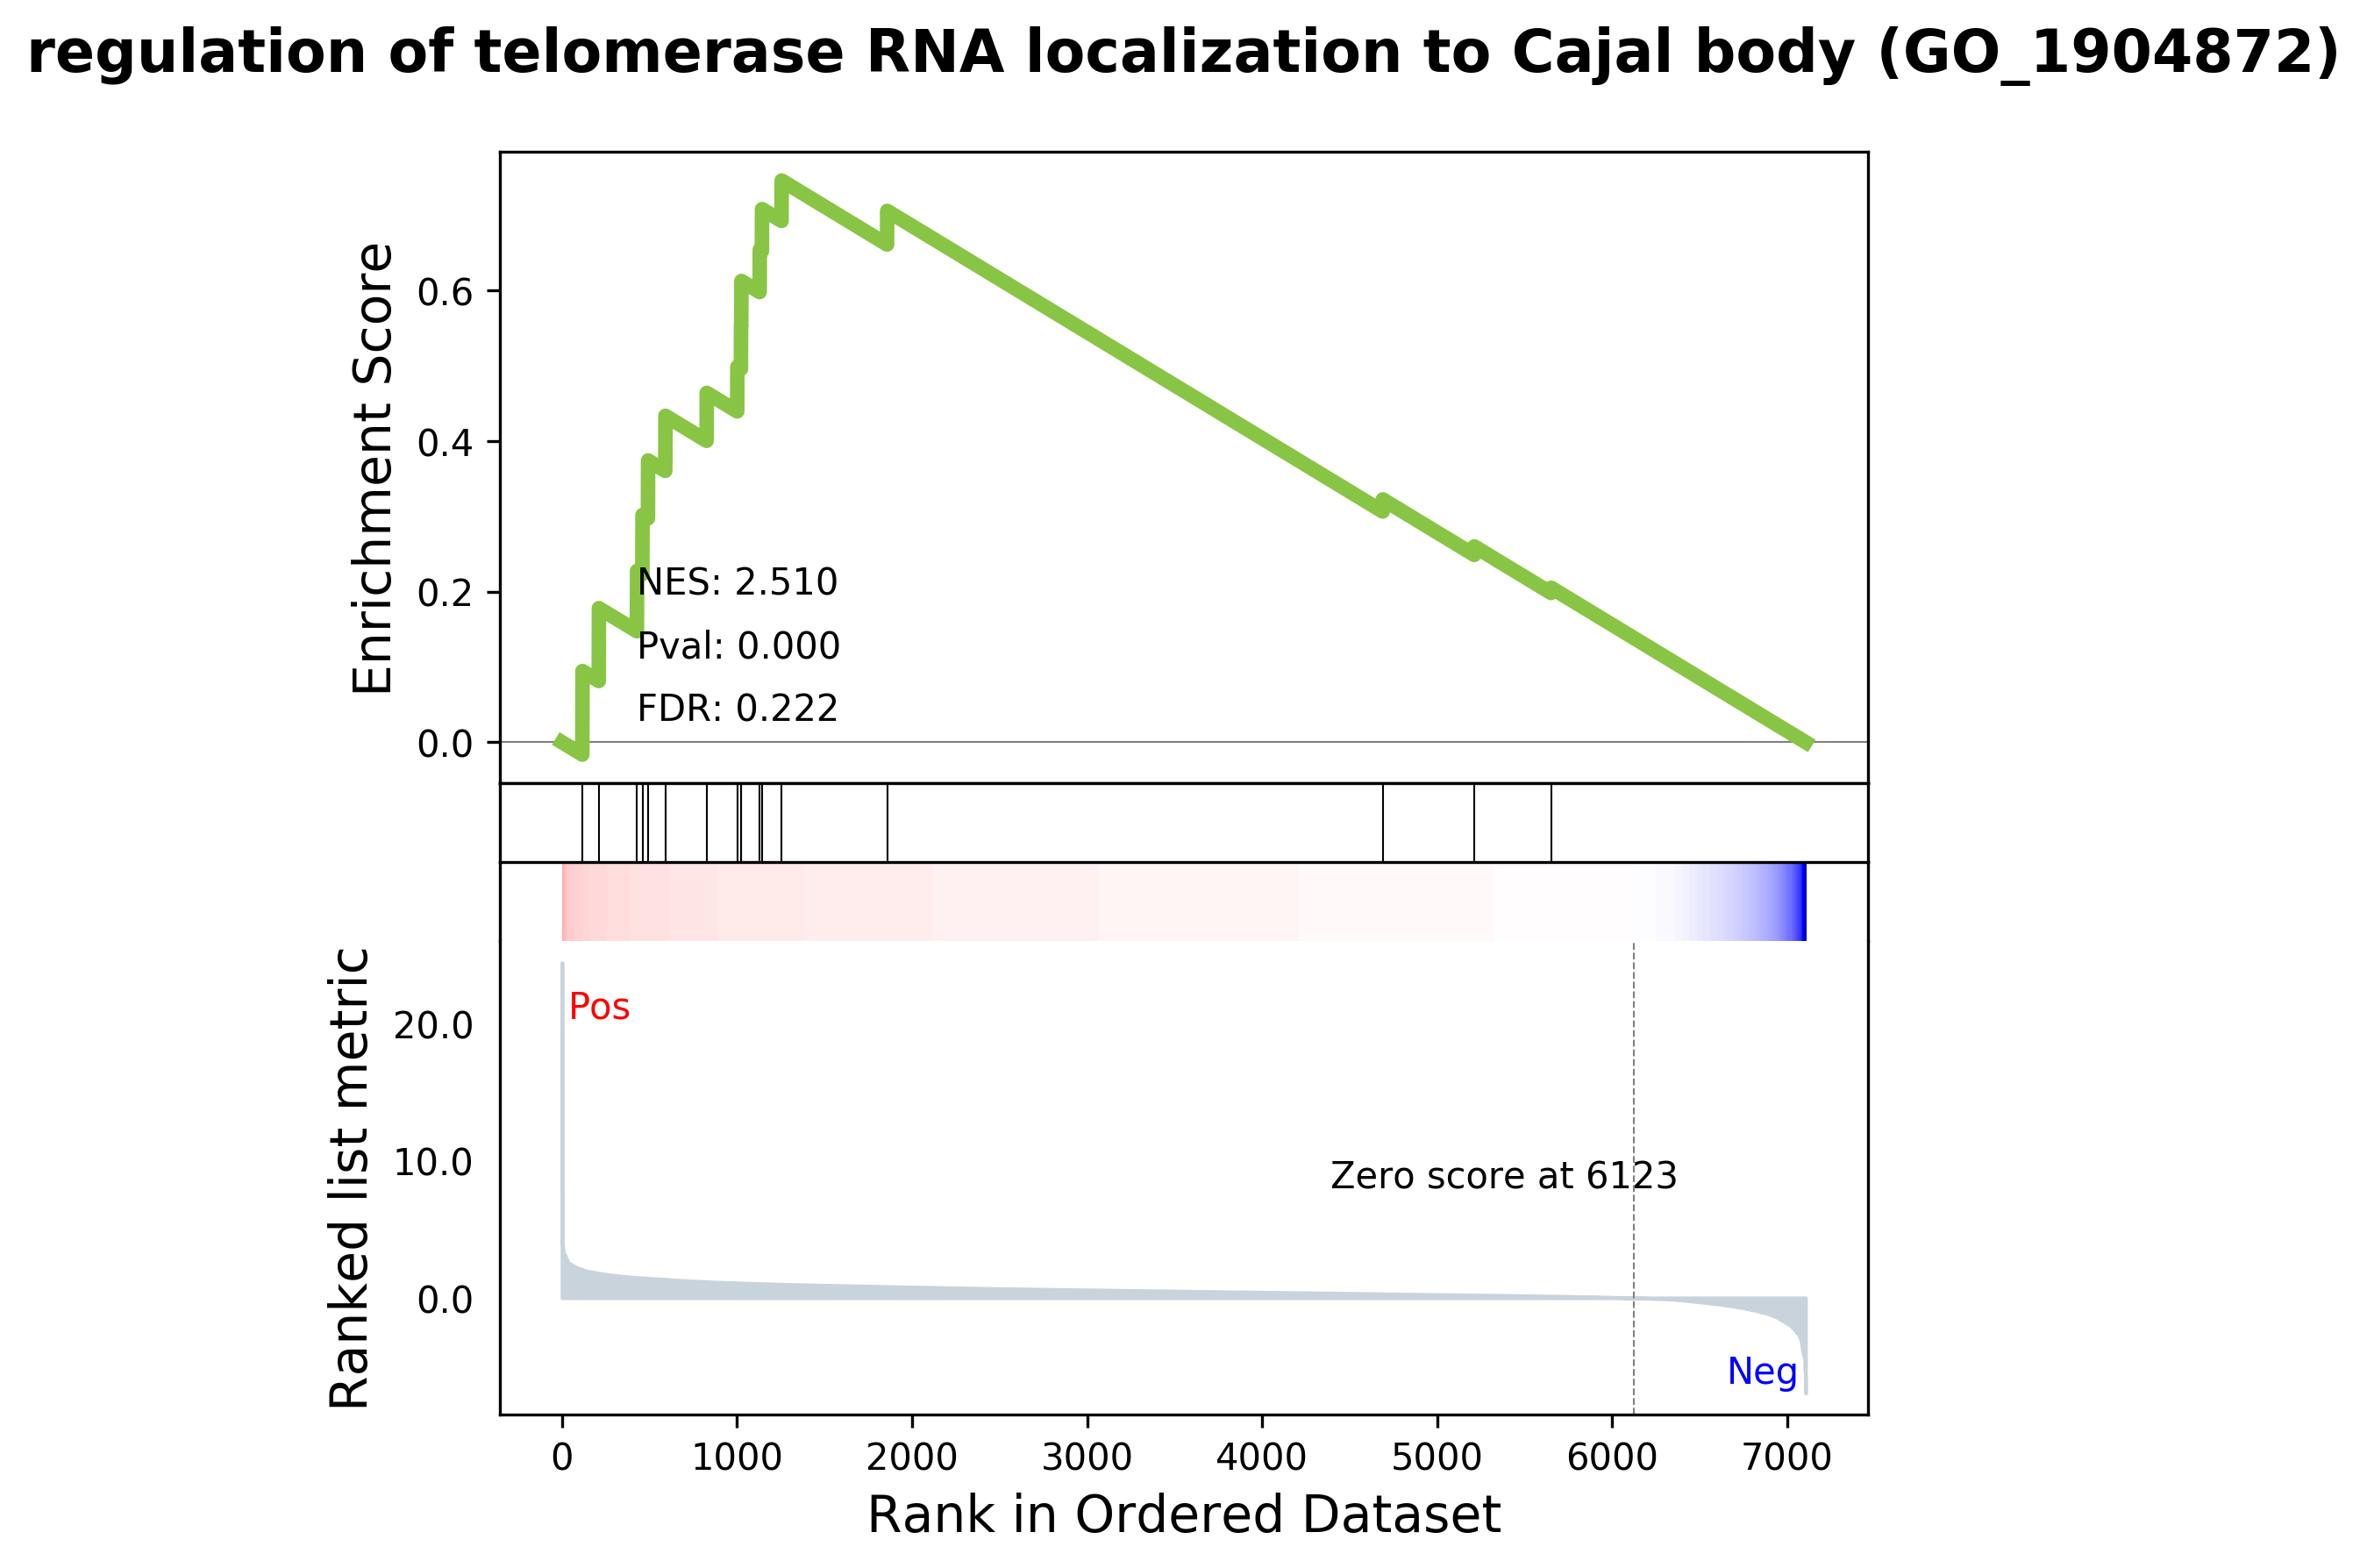 regulation of telomerase RNA localization to Cajal body (GO_1904872)
Enrichment Score
0.6
0.4
0.2
0.0
NES: 2.510
Pval: 0.000
FDR: 0.222
Ranked list metric
20.0
10.0
0.0
Pos
Zero score at 6123
Neg
0 1000 2000 3000 4000 5000 6000 7000
Rank in Ordered Dataset